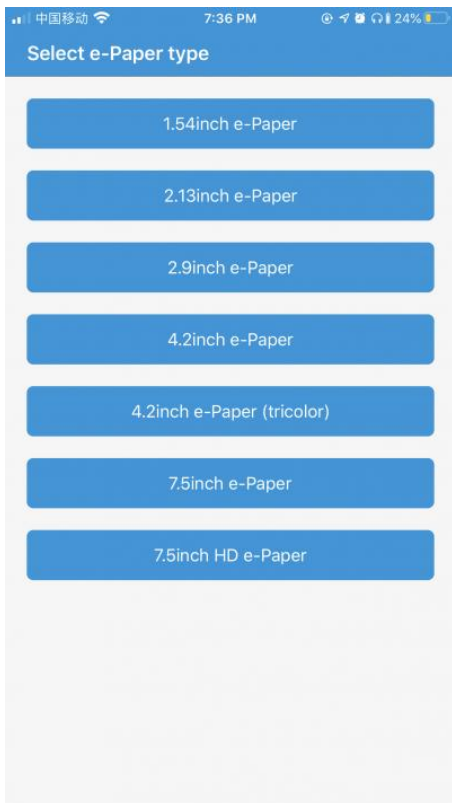 中国移动 7:36 PM 24%
Select e-Paper type
1.54inch e-Paper
2.13inch e-Paper
2.9inch e-Paper
4.2inch e-Paper
4.2inch e-Paper (tricolor)
7.5inch e-Paper
7.5inch HD e-Paper